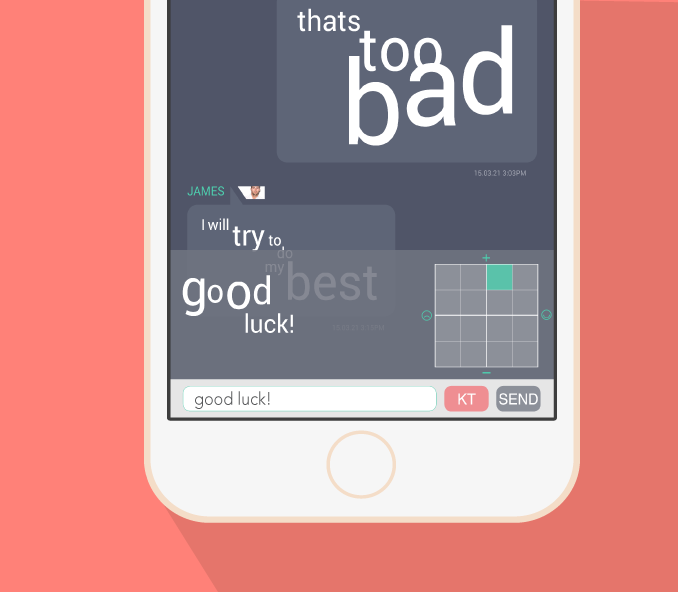 thats
too
bad
15.03.21 3:03PM
JAMES
I will try to,
do
my best
good
luck!
+
−
good luck!
KT
SEND